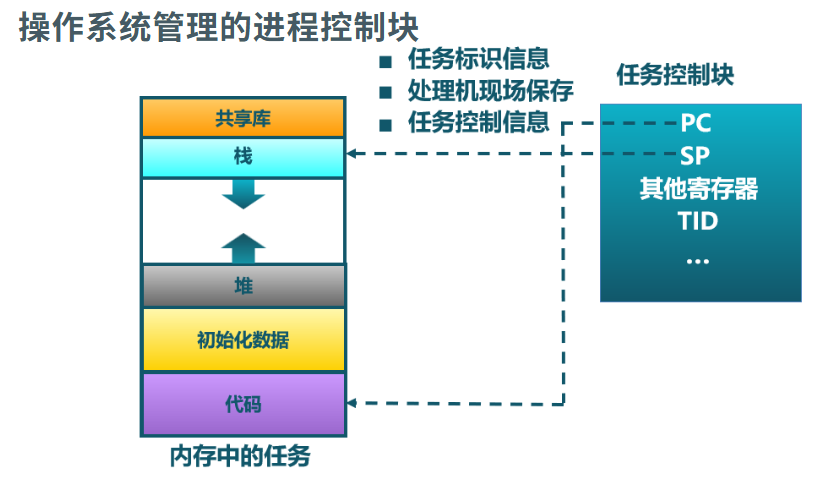 操作系统管理的进程控制块
■ 任务标识信息
■ 处理机现场保存
■ 任务控制信息
任务控制块
PC
SP
其他寄存器
TID
...
共享库
栈
堆
初始化数据
代码
内存中的任务